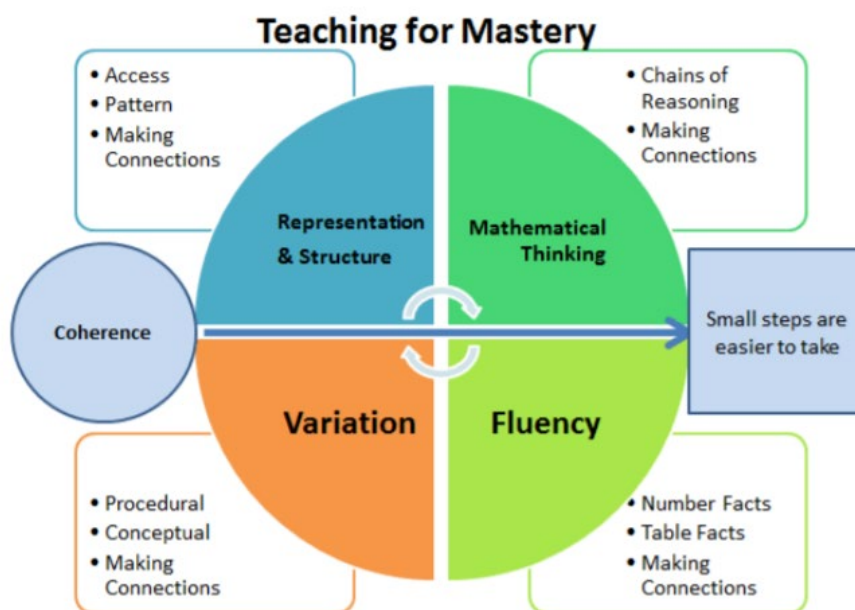 Teaching for Mastery
• Access
• Pattern
• Making
Connections
• Chains of
Reasoning
• Making
Connections
Representation
& Structure
Mathematical
Thinking
Coherence
Small steps are
easier to take
Variation
Fluency
• Procedural
• Conceptual
• Making
Connections
• Number Facts
• Table Facts
• Making
Connections